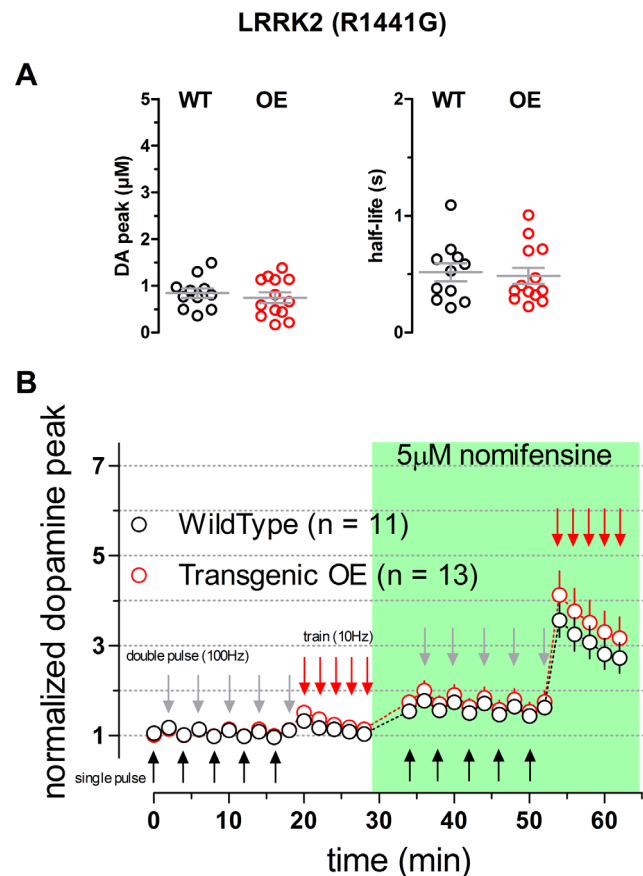 LRRK2 (R1441G)
A
WT OE
5
4
3
2
1
0
DA peak (µM)
WT OE
2
1
0
half-life (s)
B
5µM nomifensine
WildType (n = 11)
Transgenic OE (n = 13)
double pulse (100Hz)
train (10Hz)
single pulse
7
5
3
1
normalized dopamine peak
0 10 20 30 40 50 60
time (min)